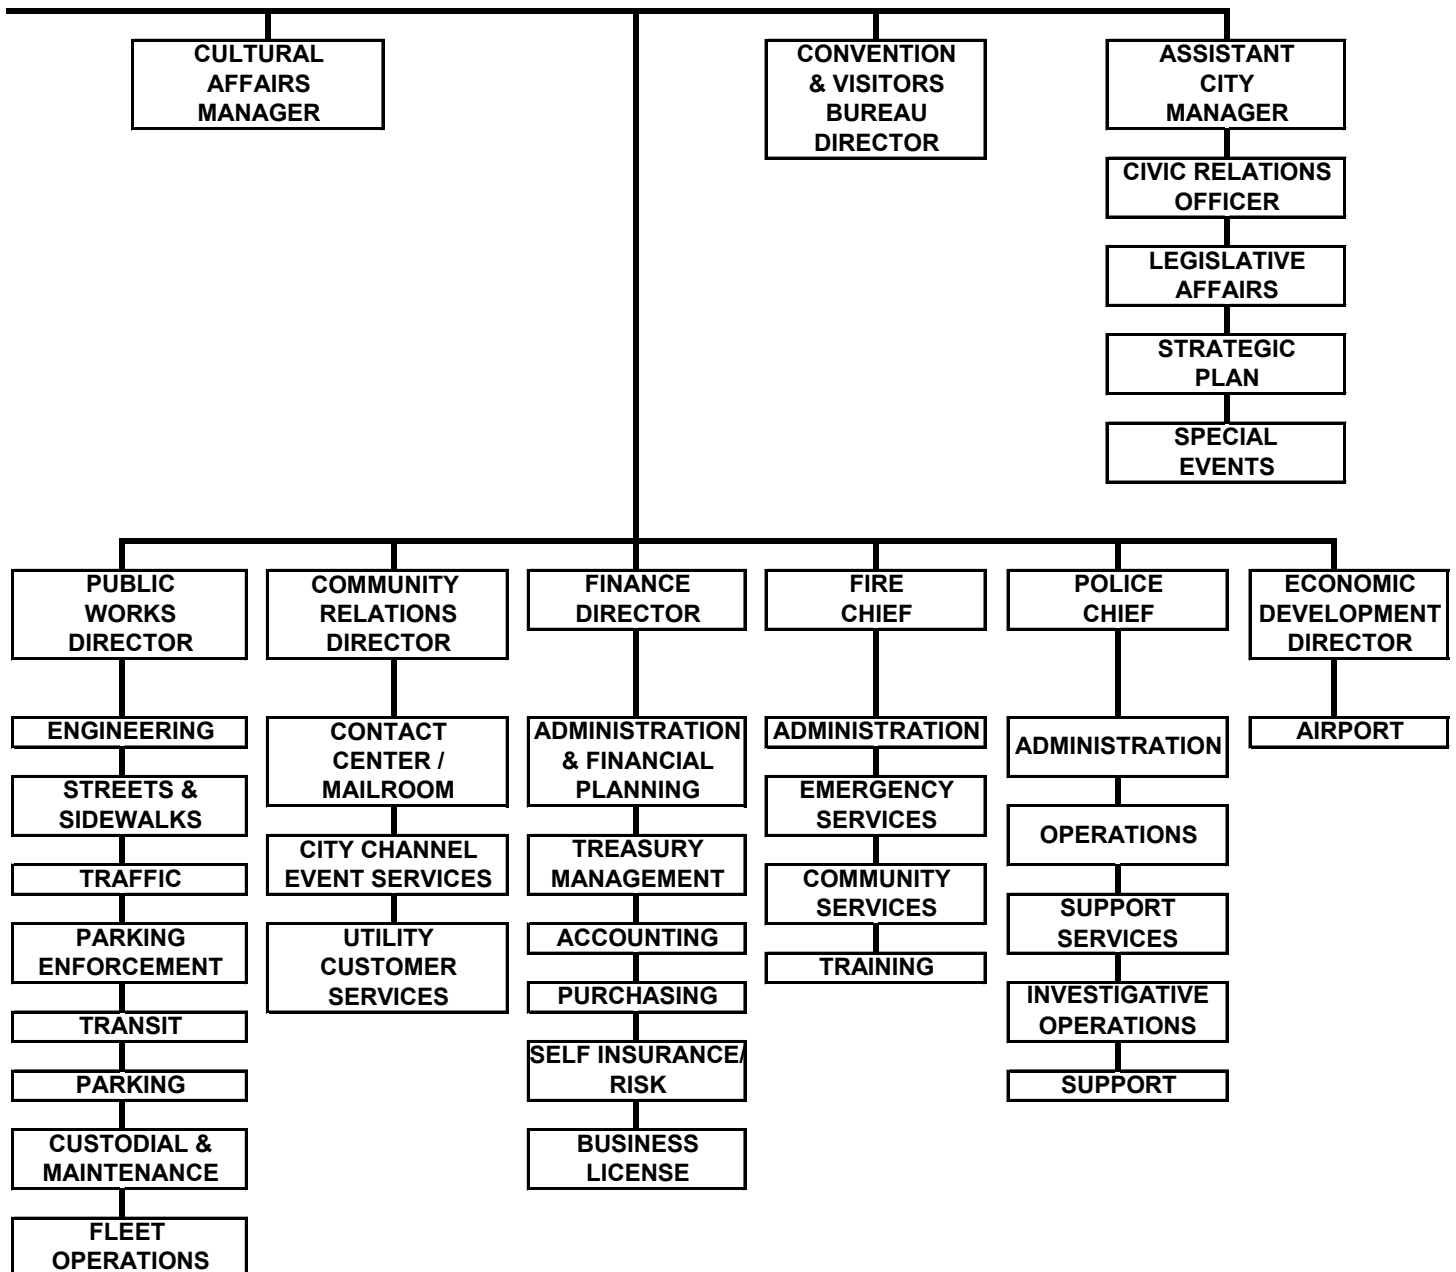 CULTURAL
AFFAIRS
MANAGER
CONVENTION
& VISITORS
BUREAU
DIRECTOR
ASSISTANT
CITY
MANAGER
CIVIC RELATIONS
OFFICER
LEGISLATIVE
AFFAIRS
STRATEGIC
PLAN
SPECIAL
EVENTS
PUBLIC
WORKS
DIRECTOR
ENGINEERING
STREETS &
SIDEWALKS
TRAFFIC
PARKING
ENFORCEMENT
TRANSIT
PARKING
CUSTODIAL &
MAINTENANCE
FLEET
OPERATIONS
COMMUNITY
RELATIONS
DIRECTOR
CONTACT
CENTER /
MAILROOM
CITY CHANNEL
EVENT SERVICES
UTILITY
CUSTOMER
SERVICES
FINANCE
DIRECTOR
ADMINISTRATION
& FINANCIAL
PLANNING
TREASURY
MANAGEMENT
ACCOUNTING
PURCHASING
SELF INSURANCE/
RISK
BUSINESS
LICENSE
FIRE
CHIEF
ADMINISTRATION
EMERGENCY
SERVICES
COMMUNITY
SERVICES
TRAINING
POLICE
CHIEF
ADMINISTRATION
OPERATIONS
SUPPORT
SERVICES
INVESTIGATIVE
OPERATIONS
SUPPORT
ECONOMIC
DEVELOPMENT
DIRECTOR
AIRPORT